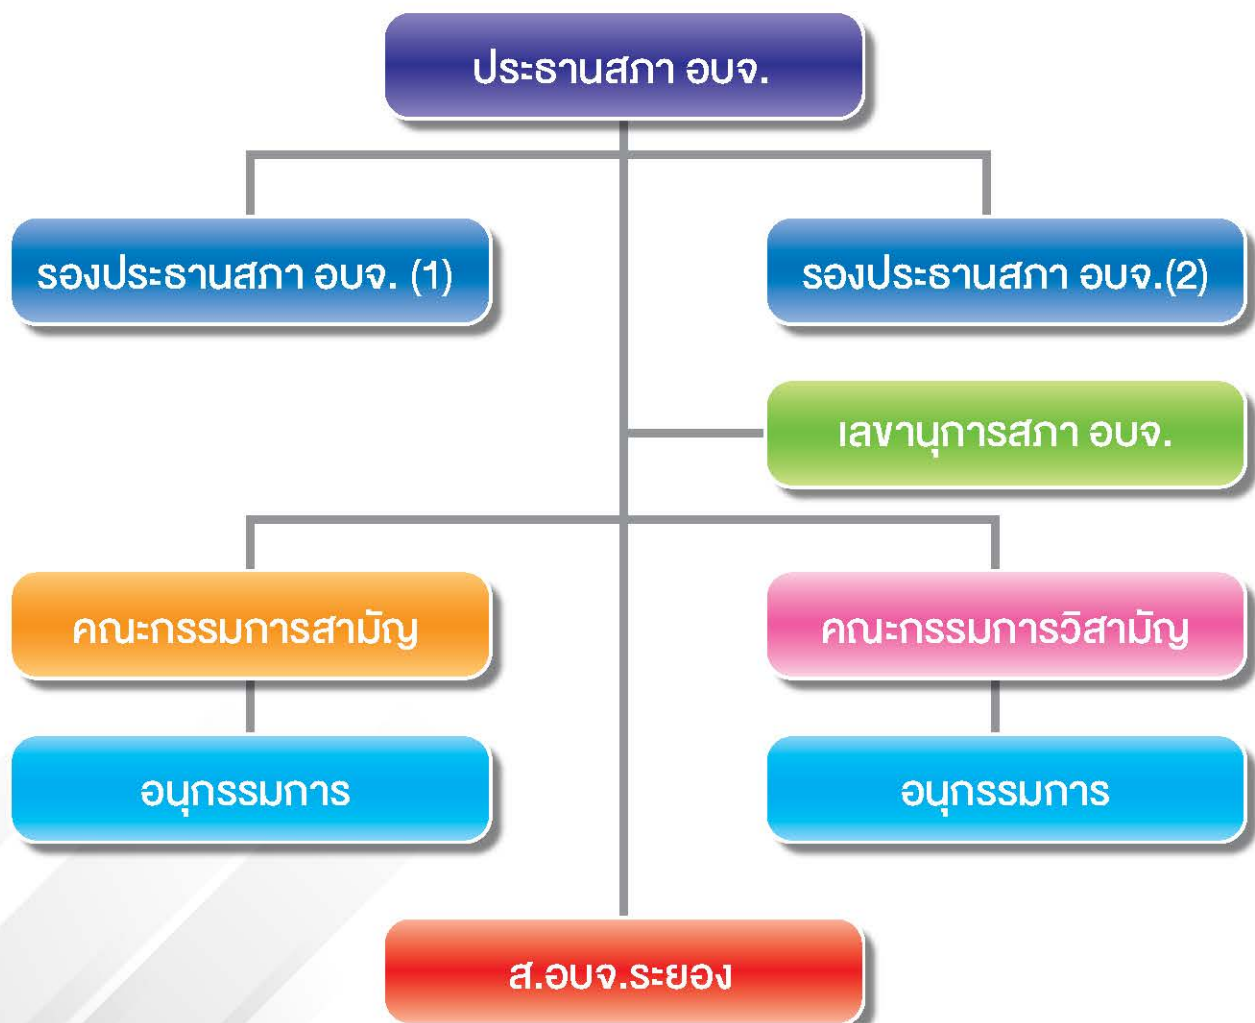 ประธานสภา อบจ.
รองประธานสภา อบจ. (1)
รองประธานสภา อบจ.(2)
เลขานุการสภา อบจ.
คณะกรรมการสามัญ
คณะกรรมการวิสามัญ
อนุกรรมการ
อนุกรรมการ
ส.อบจ.ระยอง